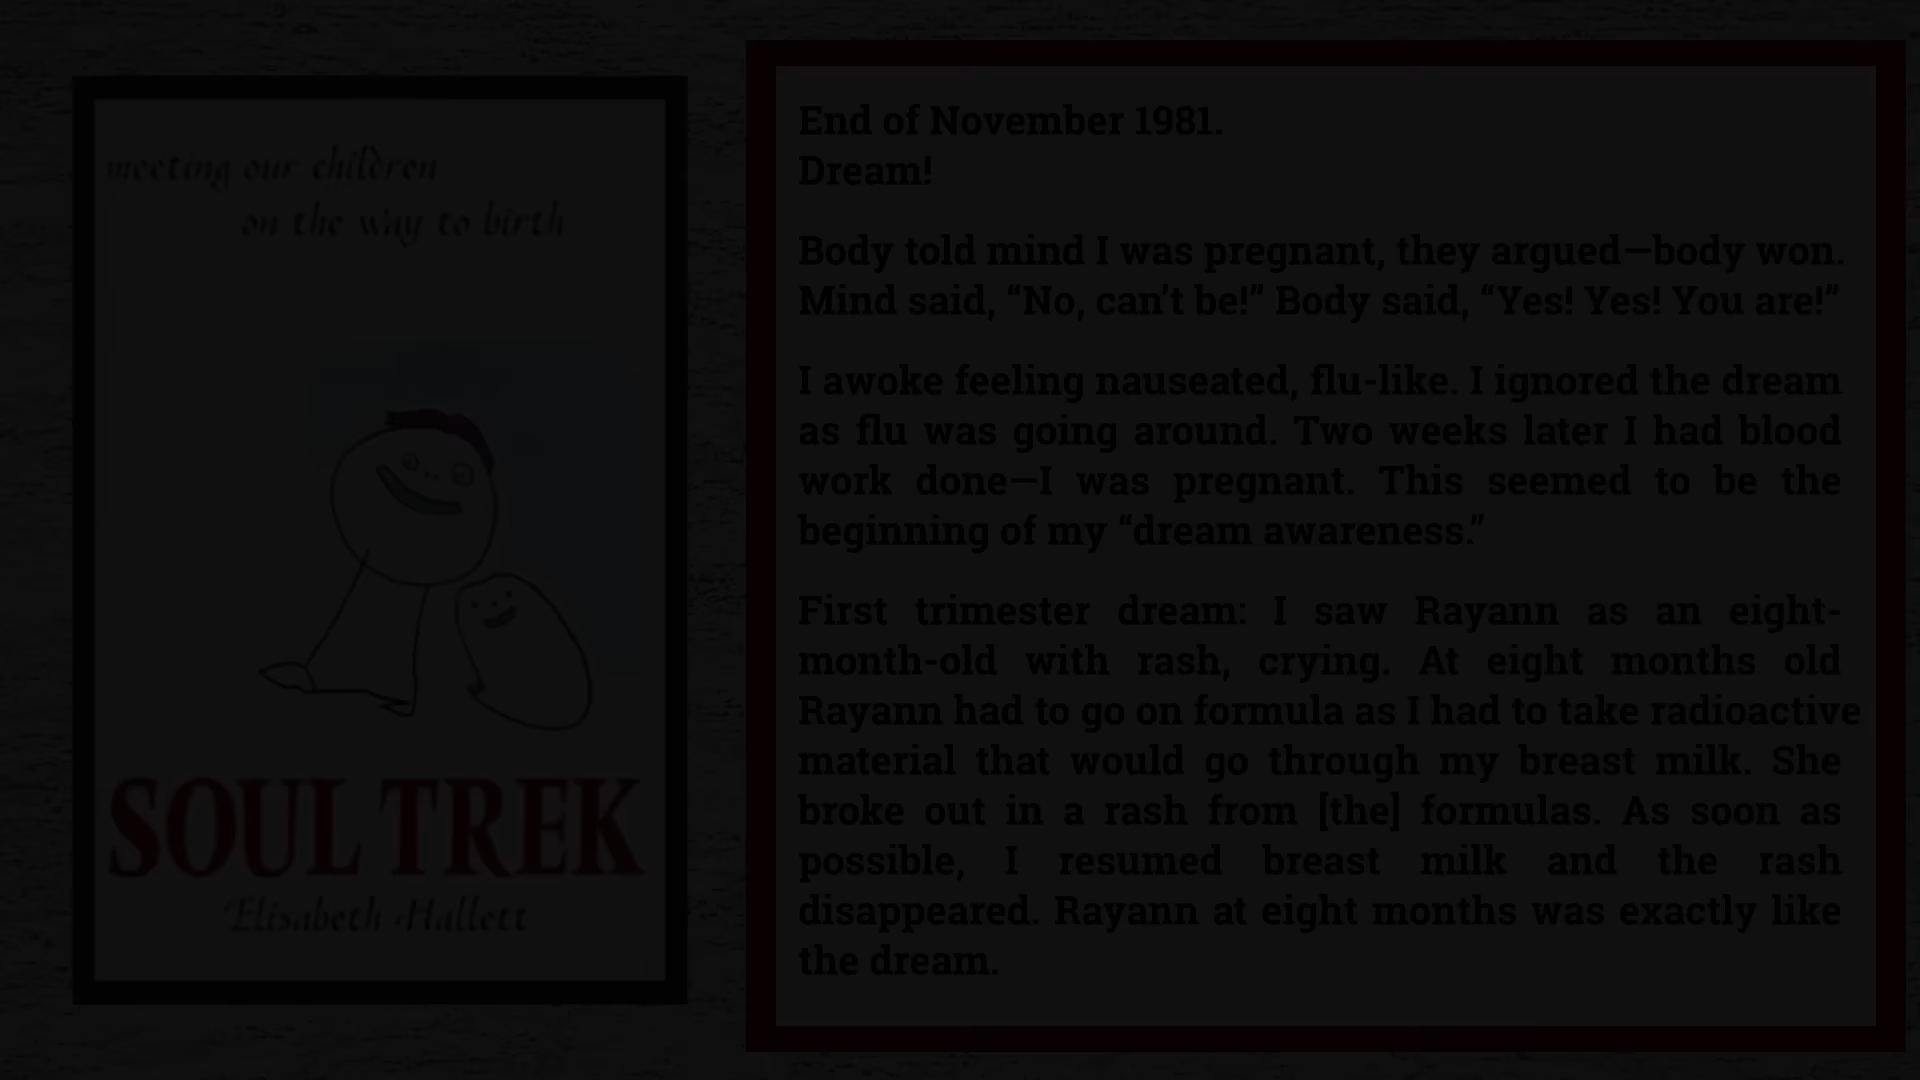 meeting our children
on the way to birth
SOUL TREK
Elisabeth Hallett
End of November 1981.
Dream!
Body told mind I was pregnant, they argued—body won.
Mind said, “No, can’t be!” Body said, “Yes! Yes! You are!”
I awoke feeling nauseated, flu-like. I ignored the dream
as flu was going around. Two weeks later I had blood
work done—I was pregnant. This seemed to be the
beginning of my “dream awareness.”
First trimester dream: I saw Rayann as an eight-
month-old with rash, crying. At eight months old
Rayann had to go on formula as I had to take radioactive
material that would go through my breast milk. She
broke out in a rash from [the] formulas. As soon as
possible, I resumed breast milk and the rash
disappeared. Rayann at eight months was exactly like
the dream.